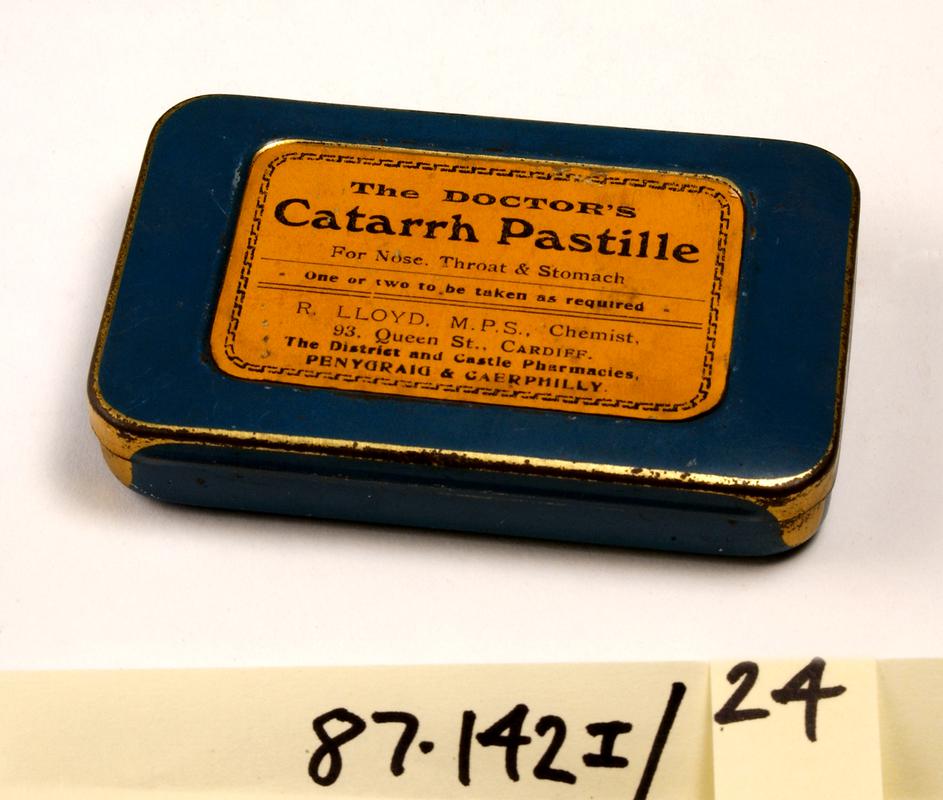 The DOCTOR'S
Catarrh Pastille
For Nose, Throat & Stomach
One or two to be taken as required
R. LLOYD, M.P.S., Chemist,
93, Queen St., CARDIFF.
The District and Castle Pharmacies,
PENYGRAIG & CAERPHILLY.
87.142I/24